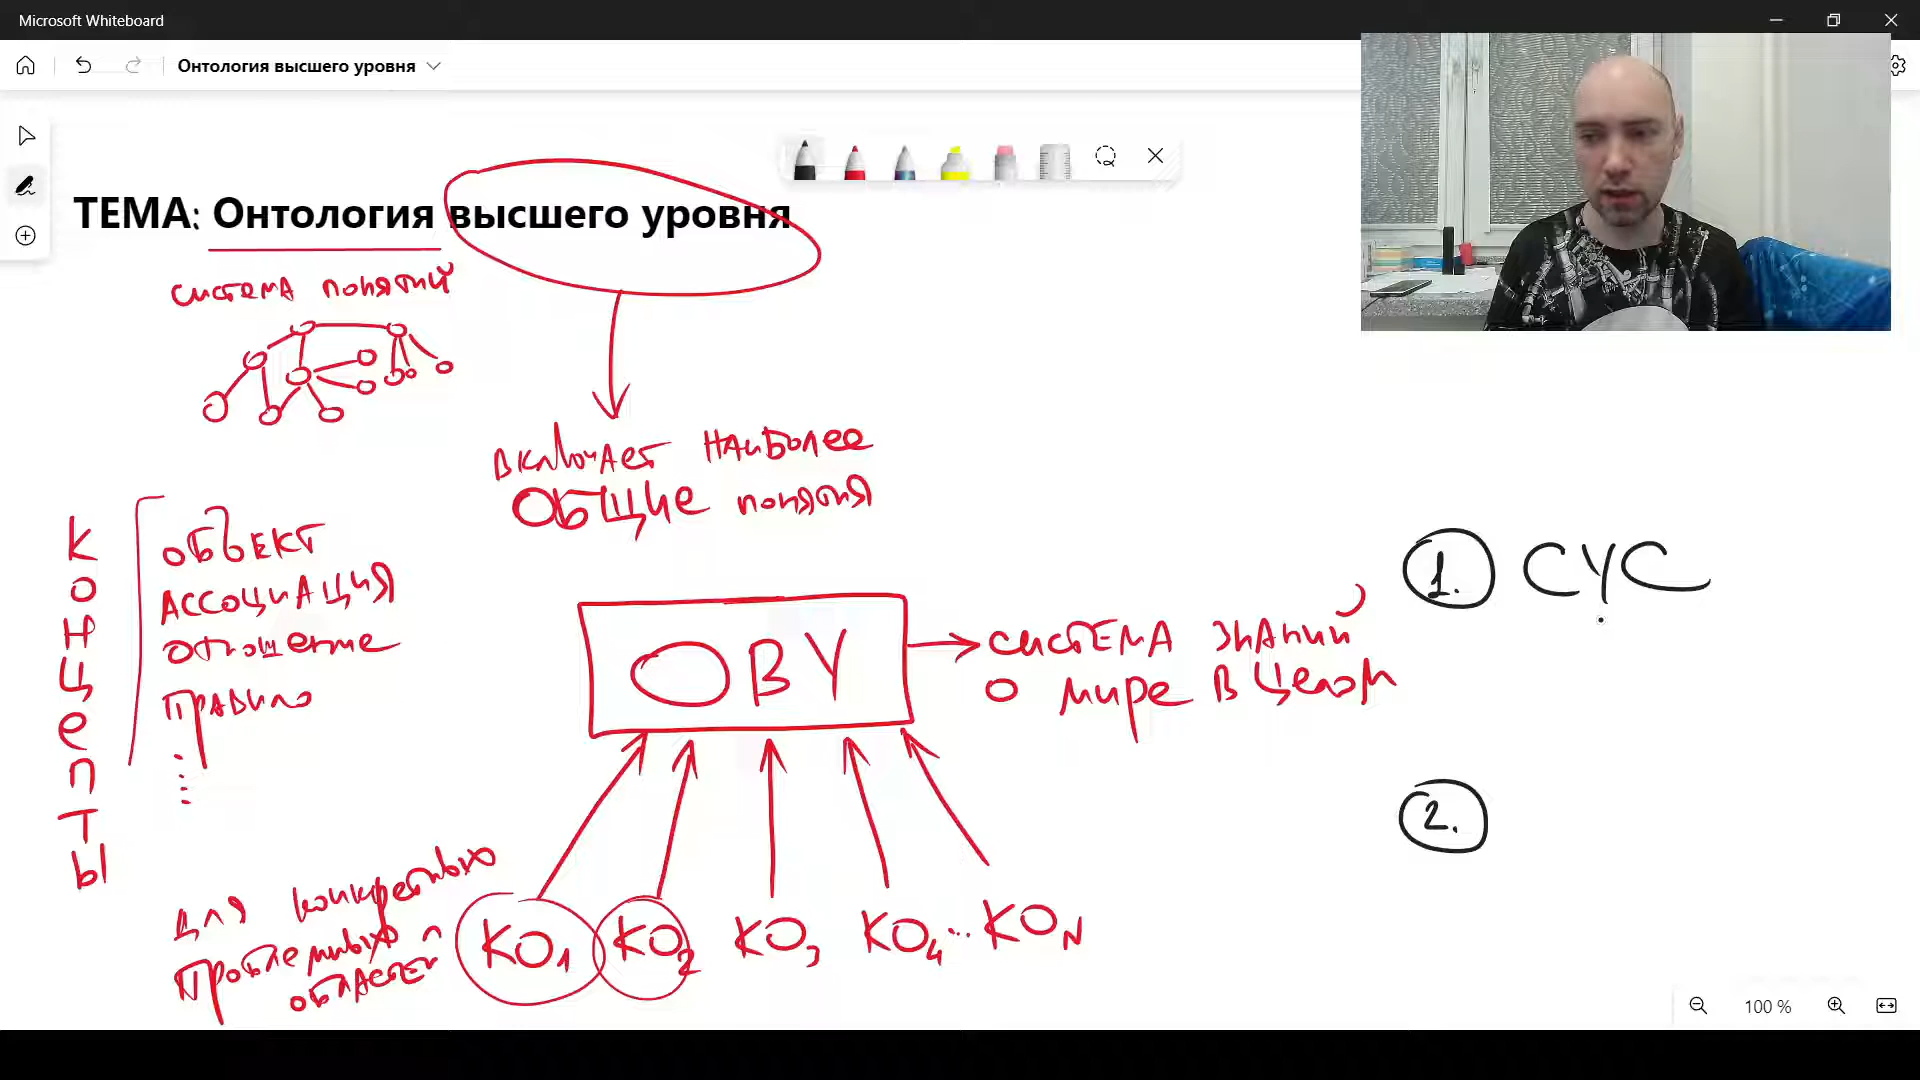 Microsoft Whiteboard
Онтология высшего уровня
ТЕМА: Онтология высшего уровня
система понятий
включает наиболее
ОБЩИЕ понятия
КОНЦЕПТЫ
объект
ассоциация
отношение
правило
ОВУ
система знаний
о мире в целом
1. CYC
2.
для конкретных
проблемных
областей
КО1 КО2 КО3 КО4 ... КОN
100 %